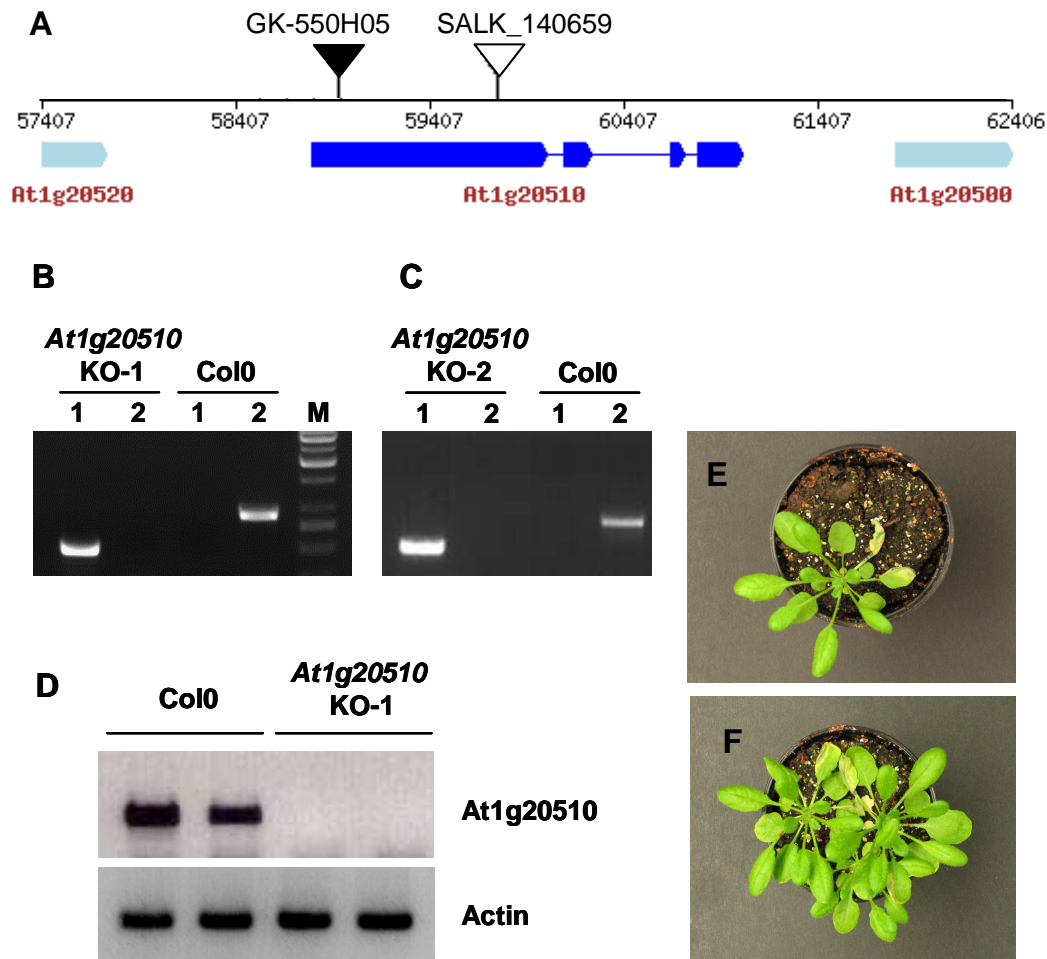 A
GK-550H05 SALK_140659
57407 58407 59407 60407 61407 62406
At1g20520 At1g20510 At1g20500
B
At1g20510
KO-1 Col0
1 2 1 2 M
C
At1g20510
KO-2 Col0
1 2 1 2
D
Col0 At1g20510
KO-1
At1g20510
Actin
E
F